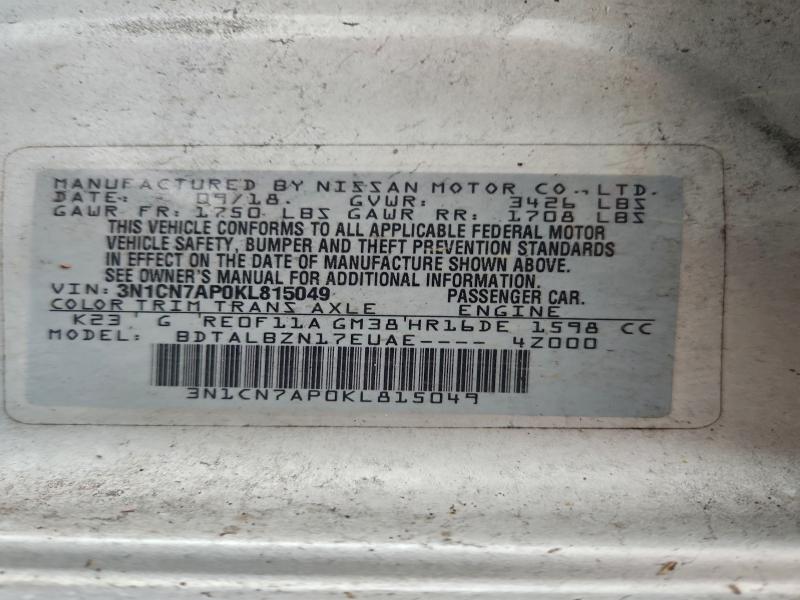 MANUFACTURED BY NISSAN MOTOR CO.,LTD.
DATE: 09/18. GVWR: 3426 LBS
GAWR FR: 1750 LBS GAWR RR: 1708 LBS
THIS VEHICLE CONFORMS TO ALL APPLICABLE FEDERAL MOTOR
VEHICLE SAFETY, BUMPER AND THEFT PREVENTION STANDARDS
IN EFFECT ON THE DATE OF MANUFACTURE SHOWN ABOVE.
SEE OWNER'S MANUAL FOR ADDITIONAL INFORMATION.
VIN: 3N1CN7AP0KL815049 PASSENGER CAR.
COLOR TRIM TRANS AXLE ENGINE
K23 G RE0F11A GM38 HR16DE 1598 CC
MODEL: BDTALBZN17EUAE---- 4Z000
3N1CN7AP0KL815049